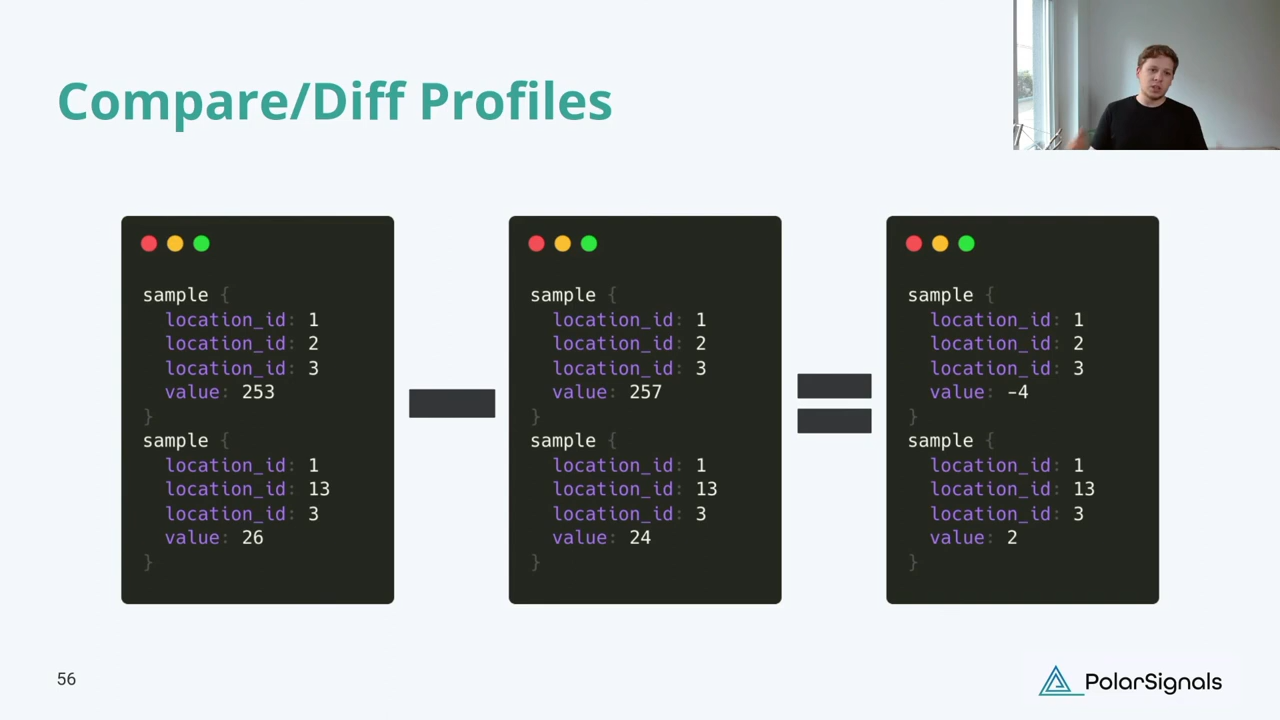 Compare/Diff Profiles
sample {
location_id: 1
location_id: 2
location_id: 3
value: 253
}
sample {
location_id: 1
location_id: 13
location_id: 3
value: 26
}
sample {
location_id: 1
location_id: 2
location_id: 3
value: 257
}
sample {
location_id: 1
location_id: 13
location_id: 3
value: 24
}
sample {
location_id: 1
location_id: 2
location_id: 3
value: -4
}
sample {
location_id: 1
location_id: 13
location_id: 3
value: 2
}
56
PolarSignals